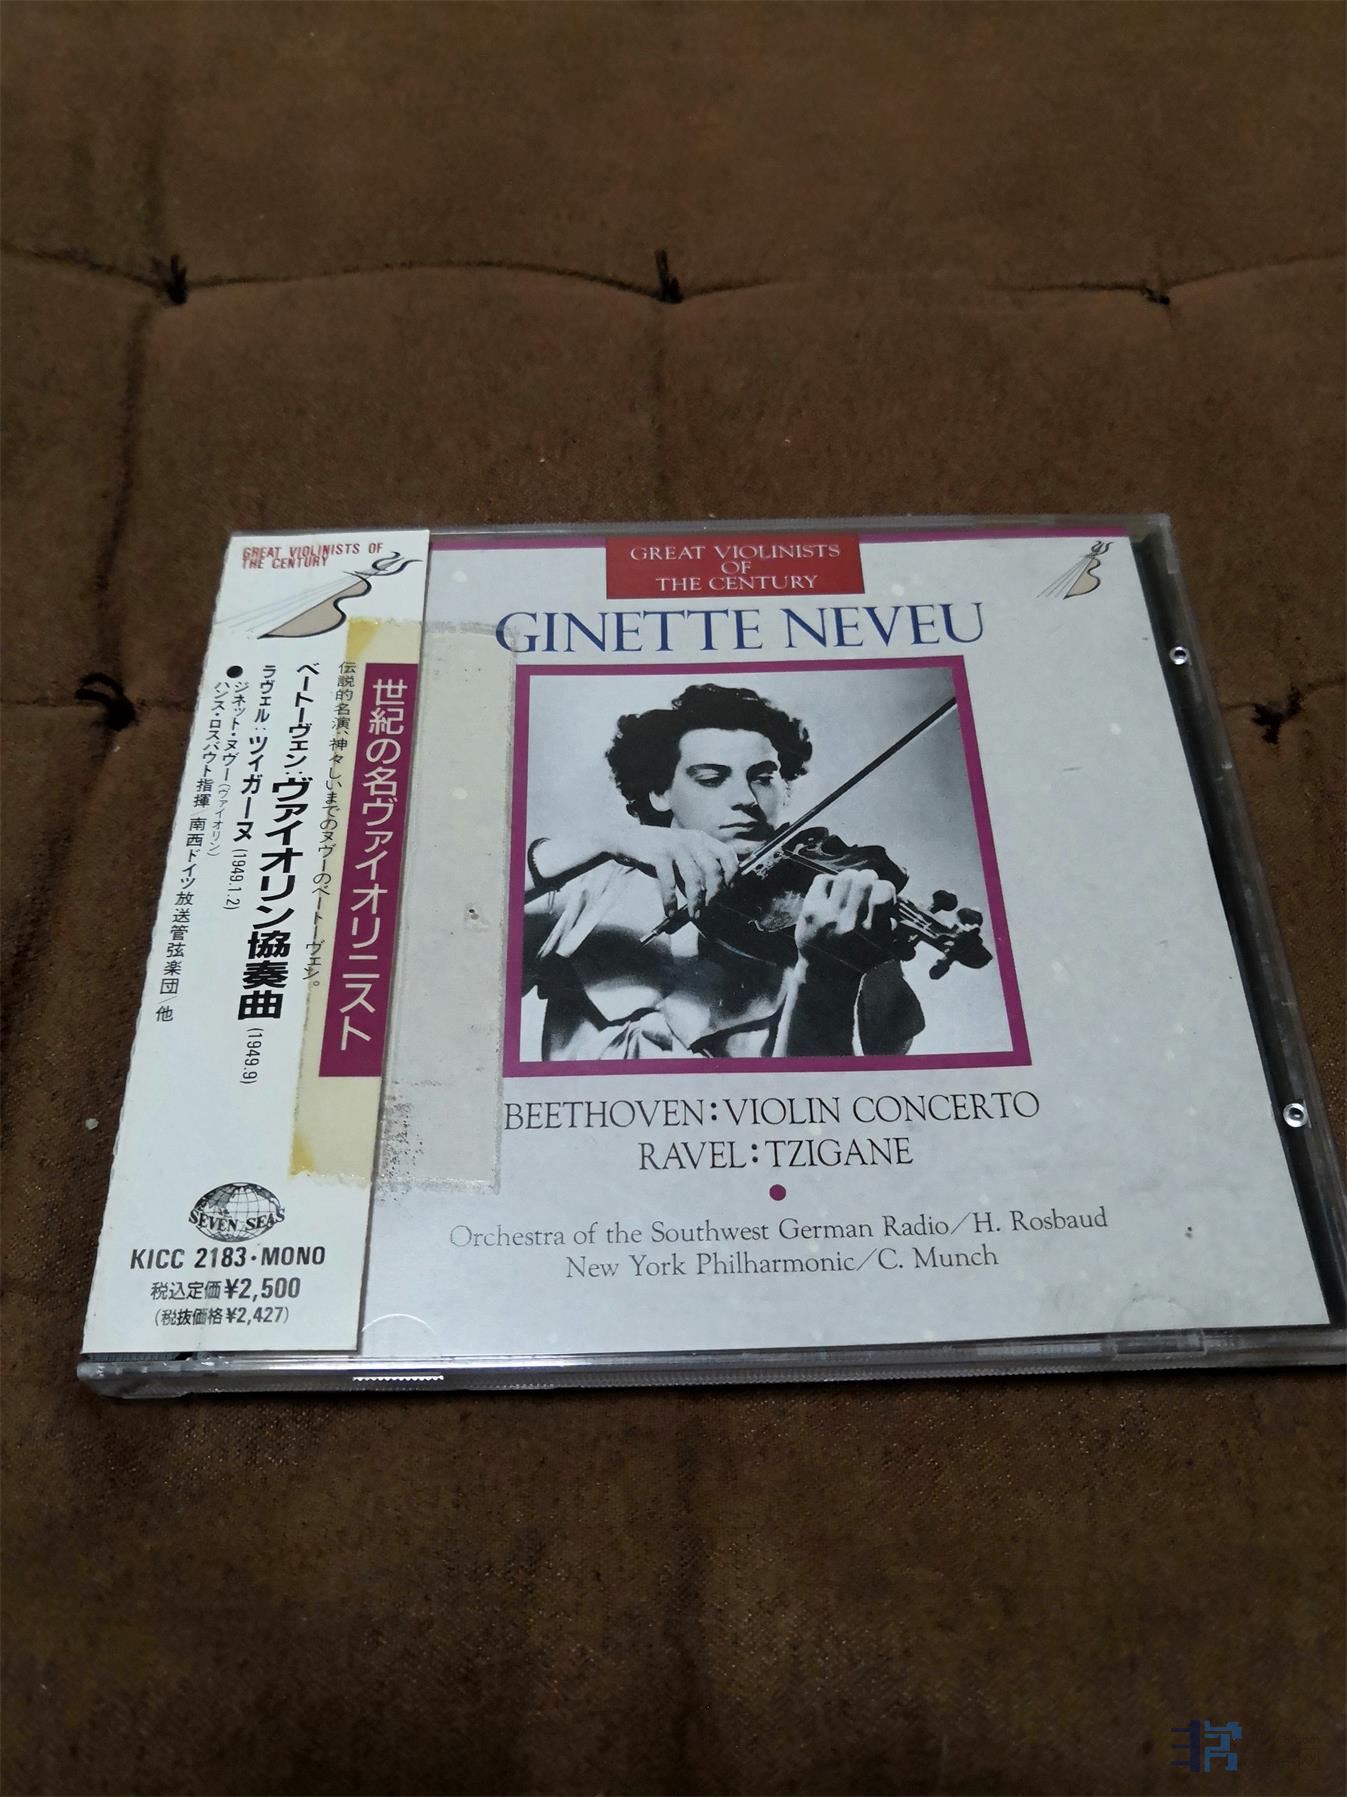 GREAT VIOLINISTS OF
THE CENTURY
世紀の名ヴァイオリニスト
伝説的名演、神々しいまでのヌヴーのベートーヴェン。
ベートーヴェン:ヴァイオリン協奏曲(1949.9)
ラヴェル:ツィガーヌ(1949.1.2)
●ジネット・ヌヴー(ヴァイオリン)
ハンス・ロスバウト指揮/南西ドイツ放送管弦楽団/他
SEVEN SEAS
KICC 2183・MONO
税込定価¥2,500
(税抜価格¥2,427)
GREAT VIOLINISTS
OF
THE CENTURY
GINETTE NEVEU
BEETHOVEN:VIOLIN CONCERTO
RAVEL:TZIGANE
Orchestra of the Southwest German Radio/H. Rosbaud
New York Philharmonic/C. Munch